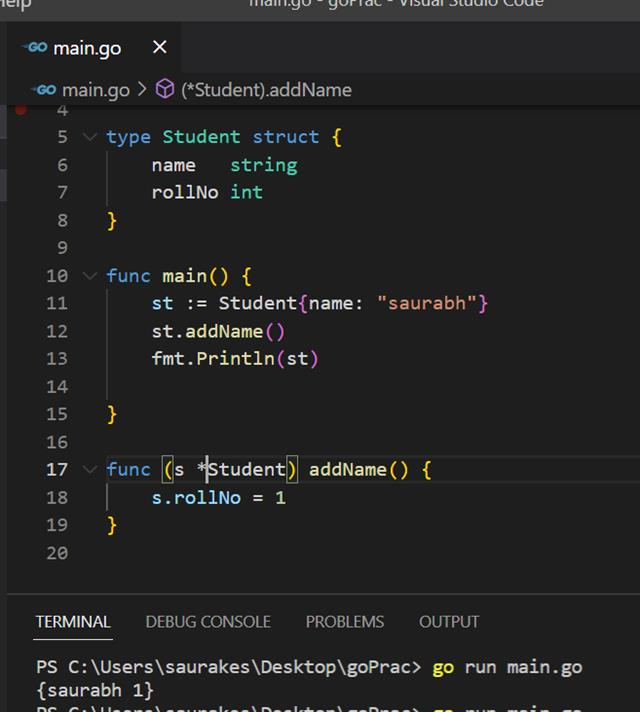 Help main.go - goPrac - Visual Studio Code
GO main.go ×
GO main.go > (*Student).addName
4
5 type Student struct {
6 name string
7 rollNo int
8 }
9
10 func main() {
11 st := Student{name: "saurabh"}
12 st.addName()
13 fmt.Println(st)
14
15 }
16
17 func (s *Student) addName() {
18 s.rollNo = 1
19 }
20
TERMINAL DEBUG CONSOLE PROBLEMS OUTPUT
PS C:\Users\saurakes\Desktop\goPrac> go run main.go
{saurabh 1}
PS C:\Users\saurakes\Desktop\goPrac> go run main.go